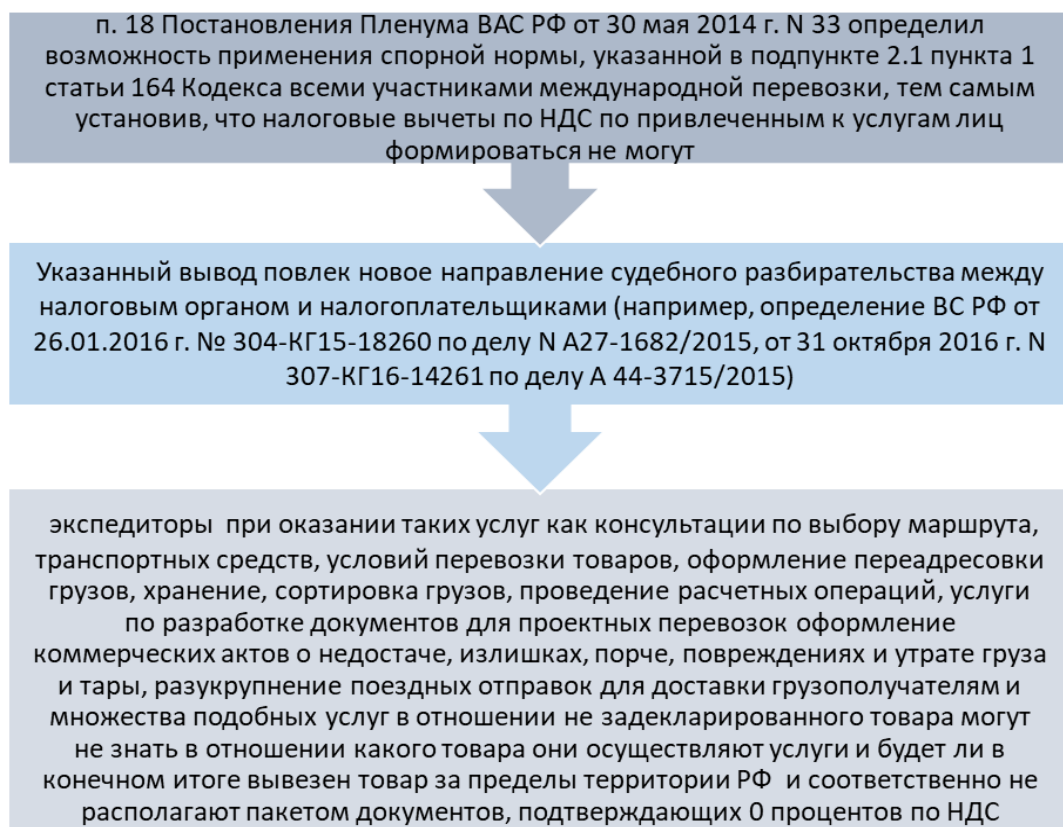 п. 18 Постановления Пленума ВАС РФ от 30 мая 2014 г. N 33 определил
возможность применения спорной нормы, указанной в подпункте 2.1 пункта 1
статьи 164 Кодекса всеми участниками международной перевозки, тем самым
установив, что налоговые вычеты по НДС по привлеченным к услугам лиц
формироваться не могут
Указанный вывод повлек новое направление судебного разбирательства между
налоговым органом и налогоплательщиками (например, определение ВС РФ от
26.01.2016 г. № 304-КГ15-18260 по делу N А27-1682/2015, от 31 октября 2016 г. N
307-КГ16-14261 по делу А 44-3715/2015)
экспедиторы при оказании таких услуг как консультации по выбору маршрута,
транспортных средств, условий перевозки товаров, оформление переадресовки
грузов, хранение, сортировка грузов, проведение расчетных операций, услуги
по разработке документов для проектных перевозок оформление
коммерческих актов о недостаче, излишках, порче, повреждениях и утрате груза
и тары, разукрупнение поездных отправок для доставки грузополучателям и
множества подобных услуг в отношении не задекларированного товара могут
не знать в отношении какого товара они осуществляют услуги и будет ли в
конечном итоге вывезен товар за пределы территории РФ и соответственно не
располагают пакетом документов, подтверждающих 0 процентов по НДС